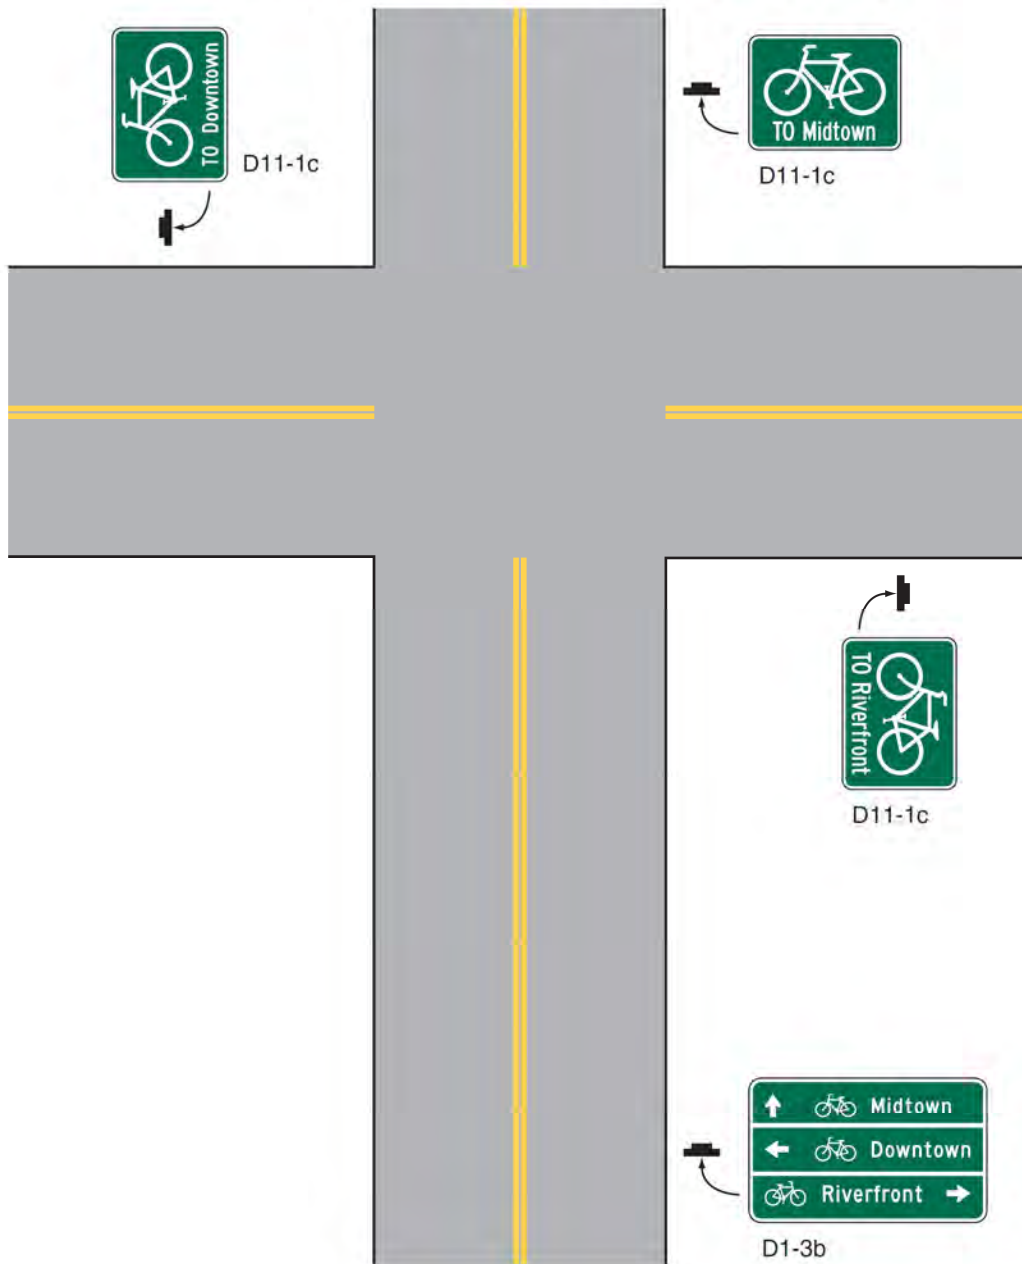 TO Downtown
D11-1c
TO Midtown
D11-1c
TO Riverfront
D11-1c
Midtown
Downtown
Riverfront
D1-3b